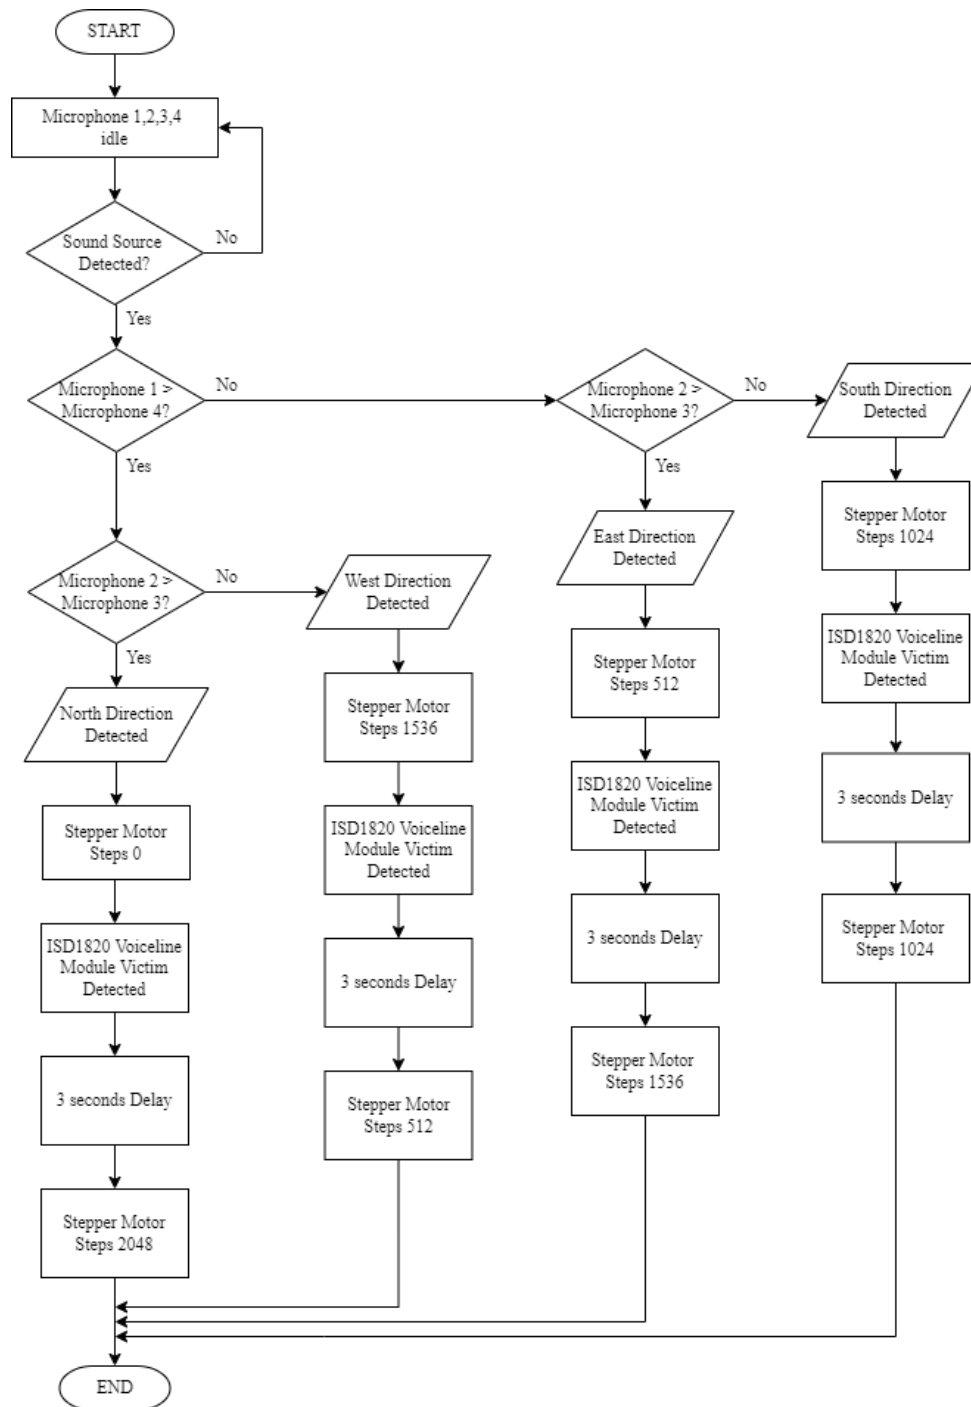 START
Microphone 1,2,3,4
idle
Sound Source
Detected?
No
Yes
Microphone 1 >
Microphone 4?
No
Yes
Microphone 2 >
Microphone 3?
No
Yes
South Direction
Detected
Stepper Motor
Steps 1024
ISD1820 Voiceline
Module Victim
Detected
3 seconds Delay
Stepper Motor
Steps 1024
East Direction
Detected
Stepper Motor
Steps 512
ISD1820 Voiceline
Module Victim
Detected
3 seconds Delay
Stepper Motor
Steps 1536
Microphone 2 >
Microphone 3?
No
Yes
West Direction
Detected
Stepper Motor
Steps 1536
ISD1820 Voiceline
Module Victim
Detected
3 seconds Delay
Stepper Motor
Steps 512
North Direction
Detected
Stepper Motor
Steps 0
ISD1820 Voiceline
Module Victim
Detected
3 seconds Delay
Stepper Motor
Steps 2048
END